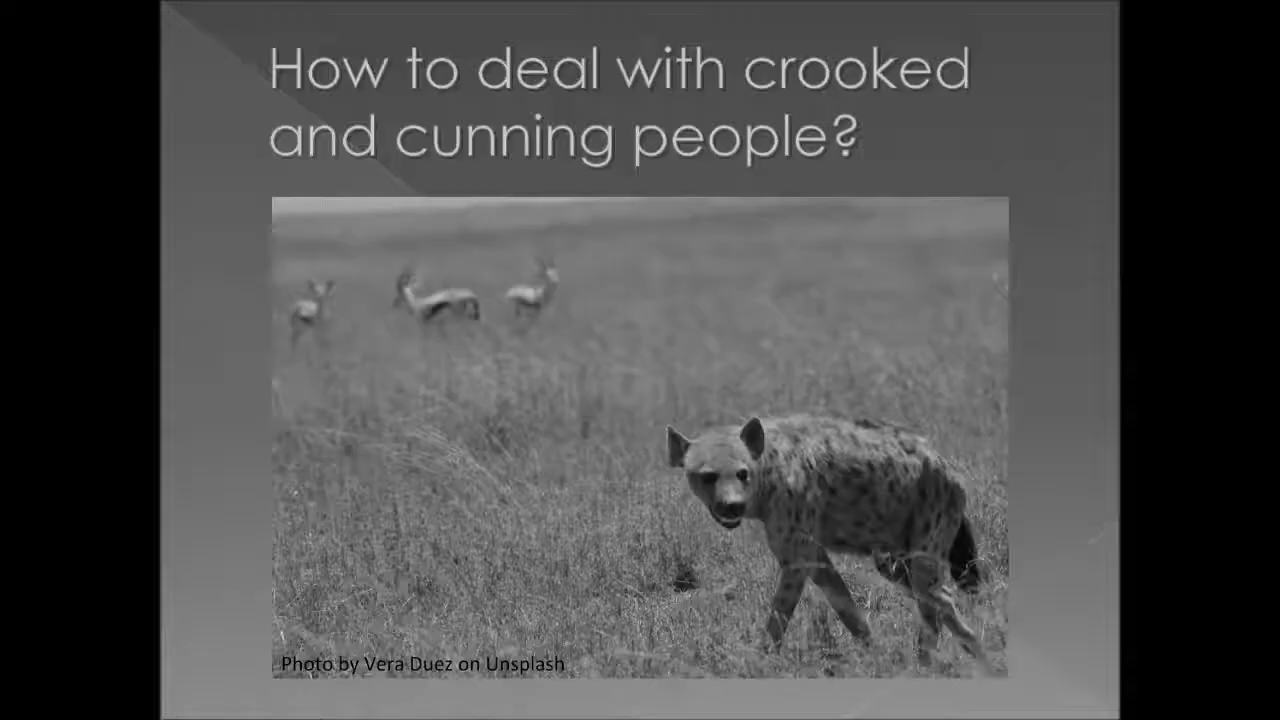 How to deal with crooked
and cunning people?
Photo by Vera Duez on Unsplash